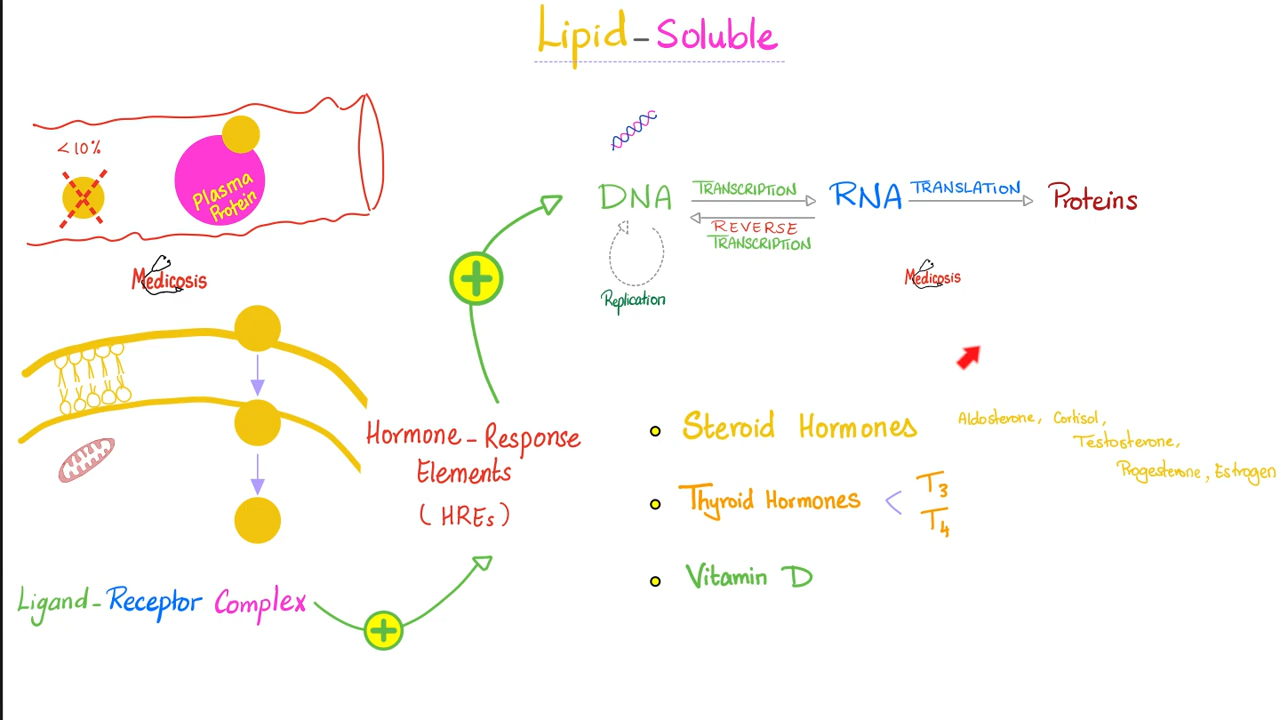 Lipid-Soluble
<10%
Plasma
Protein
Medicosis
Ligand-Receptor Complex
Hormone-Response
Elements
(HREs)
DNA
TRANSCRIPTION
RNA
TRANSLATION
Proteins
REVERSE
TRANSCRIPTION
Replication
Medicosis
Steroid Hormones
Aldosterone, Cortisol,
Testosterone,
Progesterone, Estrogen
Thyroid Hormones <
T3
T4
Vitamin D